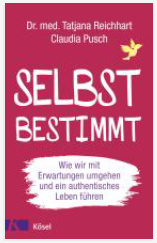 Dr. med. Tatjana Reichhart
Claudia Pusch
SELBST
BESTIMMT
Wie wir mit
Erwartungen umgehen
und ein authentisches
Leben führen
Kösel